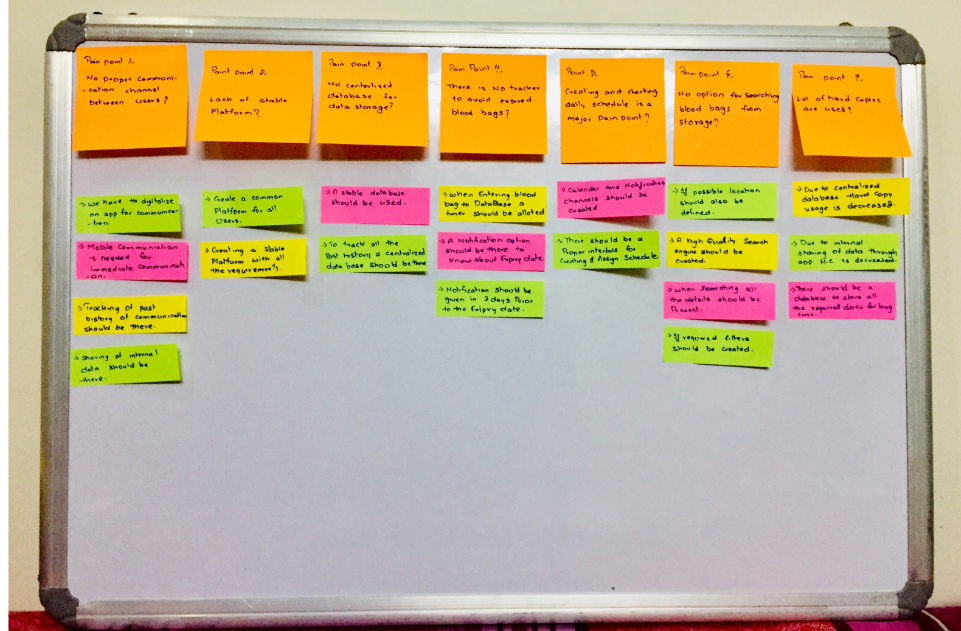 Pain point 1.
No proper communi-
-cation channel
between users?
→ We have to digitalize
an app for communica-
-tion.
→ Mobile Communication
is needed for
immediate Communicati
-on.
→ Tracking of past
history of communication
should be there.
→ Sharing of internal
data should be
there.
Point point 2.
Lack of stable
Platform?
→ Create a common
Platform for all
Users.
→ Creating a Stable
Platform with all
the requirements.
Pain point 3.
No centralised
database for
data storage?
→ A stable database
should be used.
→ To track all the
Past history a centralized
data base should be there
Pain Point 4.
There is No tracker
to avoid expired
blood bags?
→ When Entering blood
bag to DataBase a
timer should be alloted
→ A Notification option
should be there to
Know about Expiry date
→ Notification should be
given in 3 days Prior
to the Exipry date.
Point 5.
Creating and checking
daily schedule is a
major pain point?
→ Calender and Notification
Channels should be
created
→ There should be a
Proper interface for
Creating & Assign Schedule
Pain point 6.
No option for Searching
blood bags from
storage?
→ If possible location
should also be
defined.
→ A high Quality Search
engine should be
created.
→ When Searching all
the details should be
Present.
→ If required filters
should be created.
Pain point 7.
Lot of hard copies
are used?
→ Due to centralized
database Hard Copy
usage is decreased.
→ Due to internal
sharing of data through
app H.C. is decreased.
→ There should be a
database to store all
the required docs for long
time.